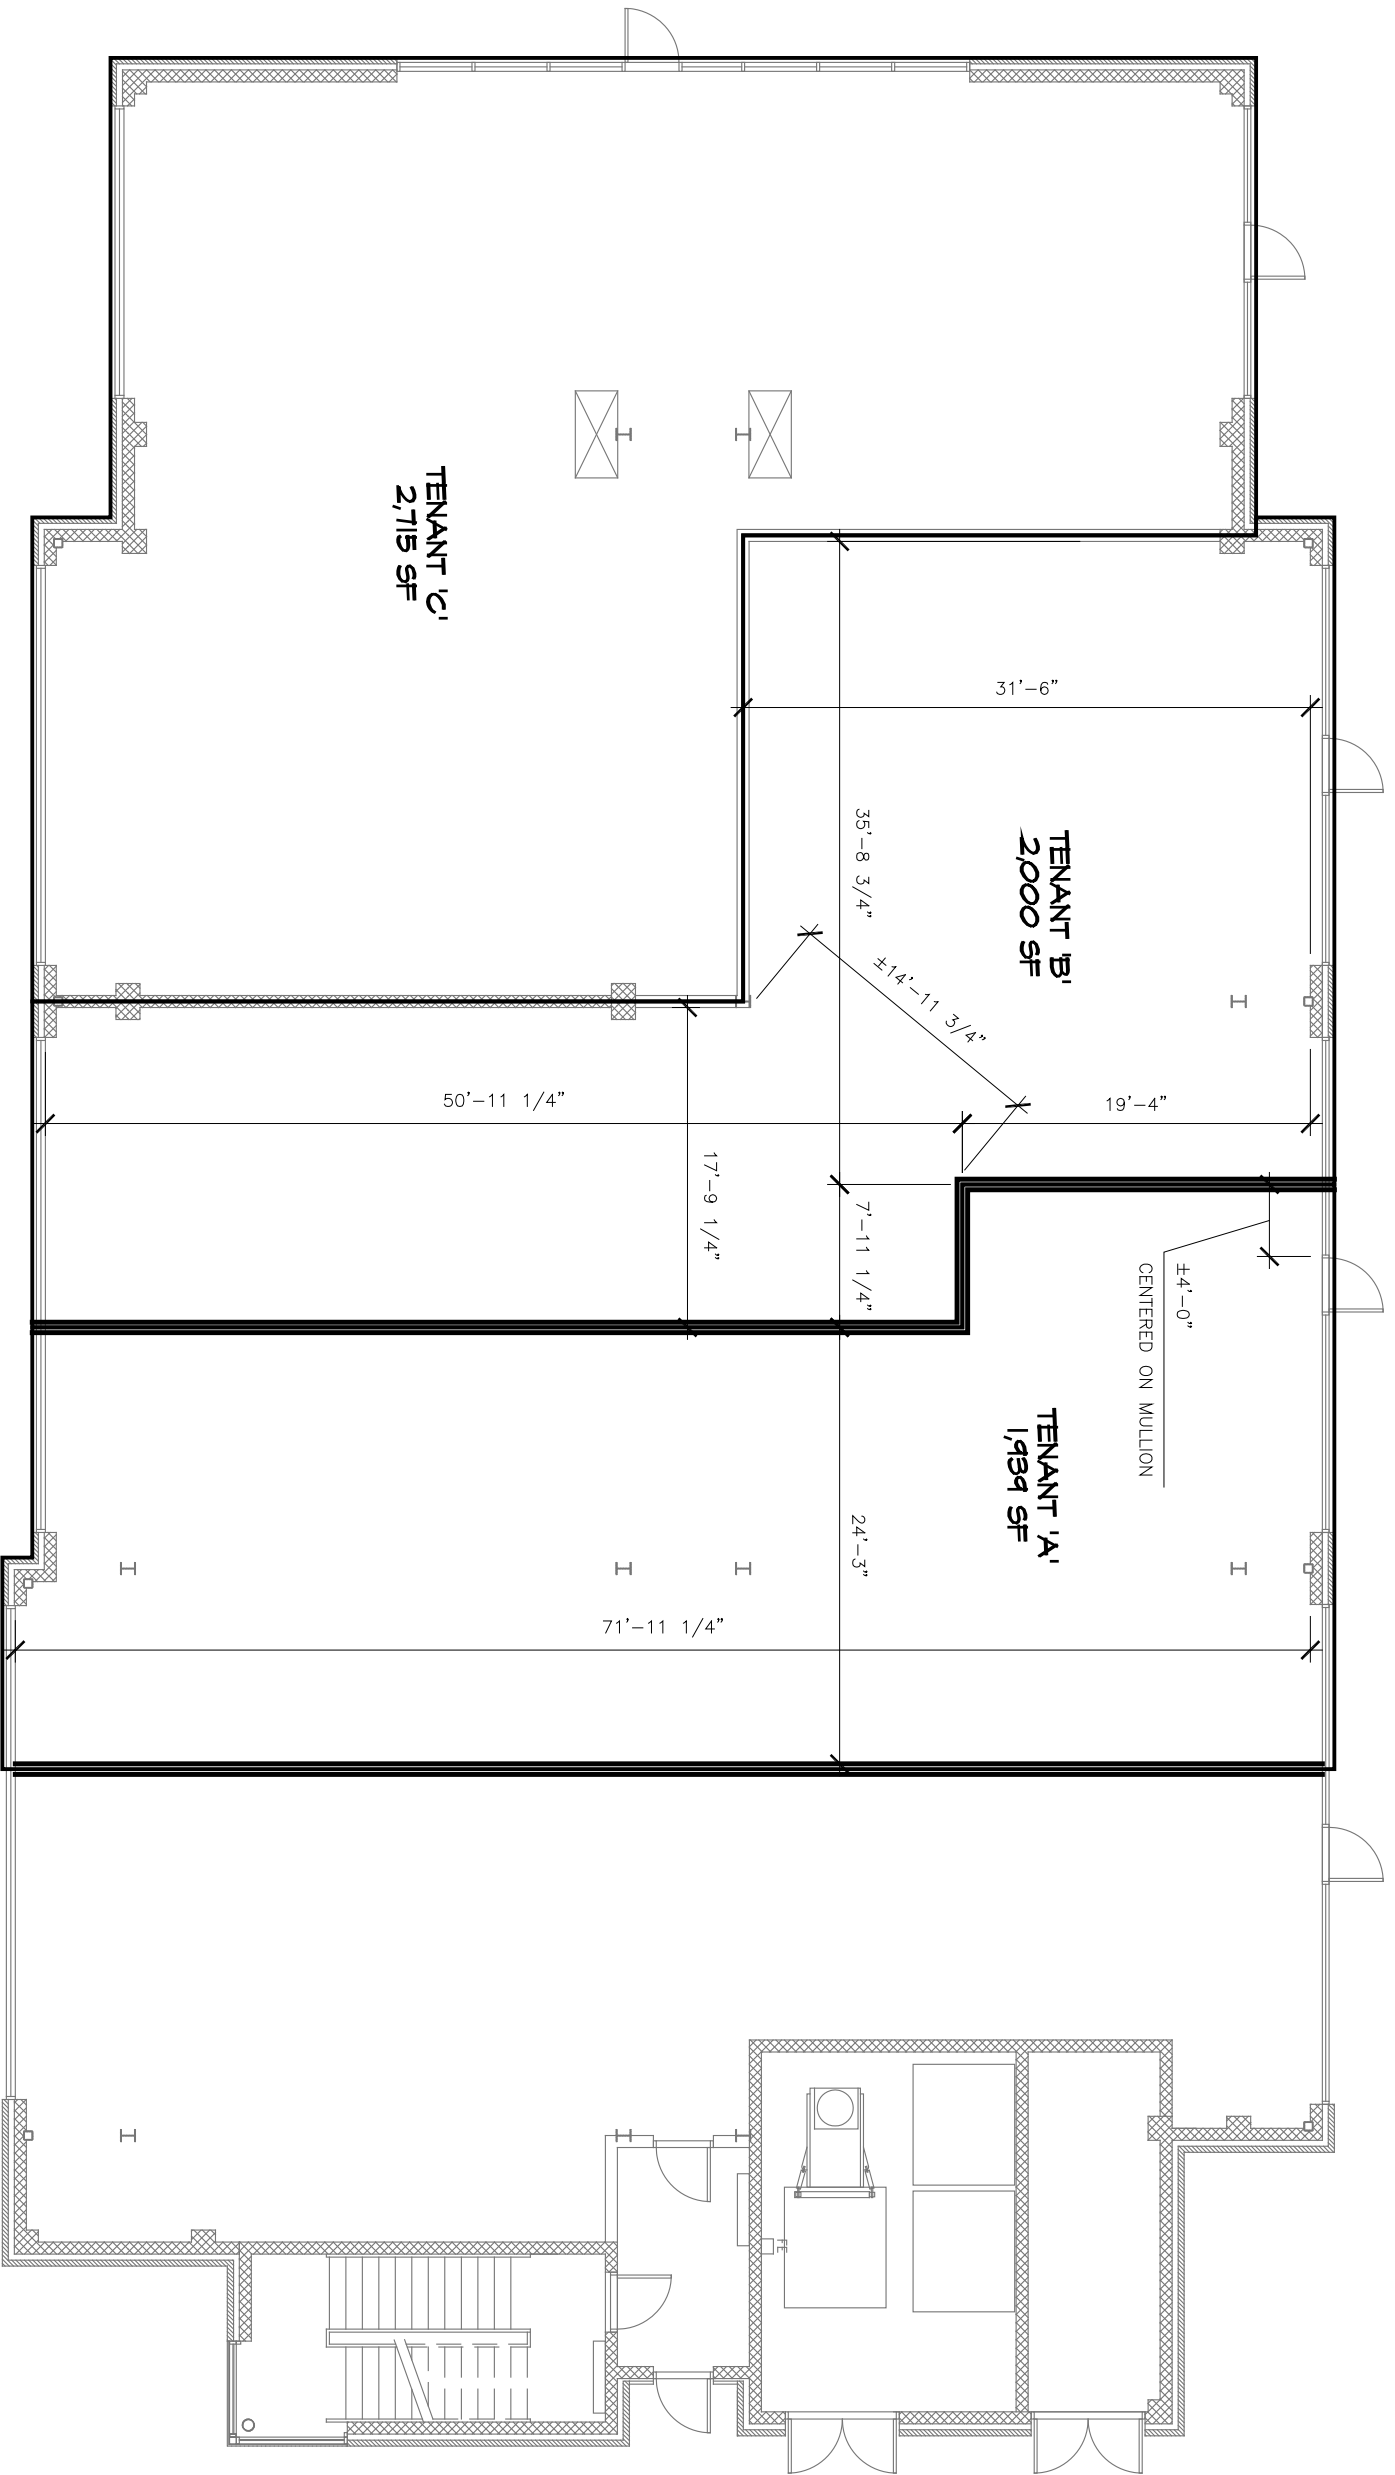 TENANT 'C'
2,715 SF
31'-6"
35'-8 3/4"
TENANT 'B'
2,000 SF
±14'-11 3/4"
50'-11 1/4"
19'-4"
17'-9 1/4"
7'-11 1/4"
±4'-0"
CENTERED ON MULLION
TENANT 'A'
1,939 SF
24'-3"
71'-11 1/4"
FE